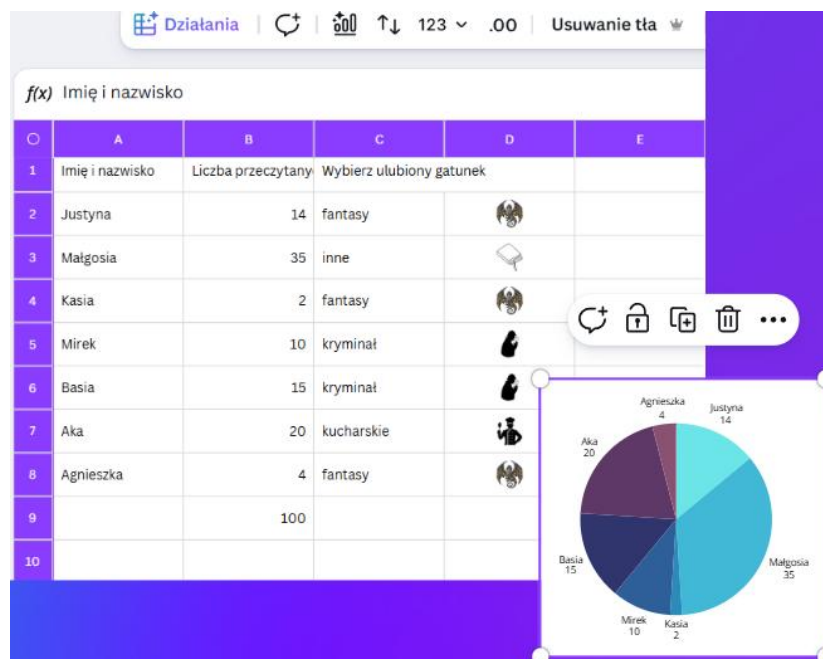 Działania 123 .00 Usuwanie tła
f(x) Imię i nazwisko
A B C D E
1 Imię i nazwisko Liczba przeczytany Wybierz ulubiony gatunek
2 Justyna 14 fantasy
3 Małgosia 35 inne
4 Kasia 2 fantasy
5 Mirek 10 kryminał
6 Basia 15 kryminał
7 Aka 20 kucharskie
8 Agnieszka 4 fantasy
9 100
10
Agnieszka
4
Justyna
14
Aka
20
Małgosia
35
Basia
15
Mirek
10
Kasia
2